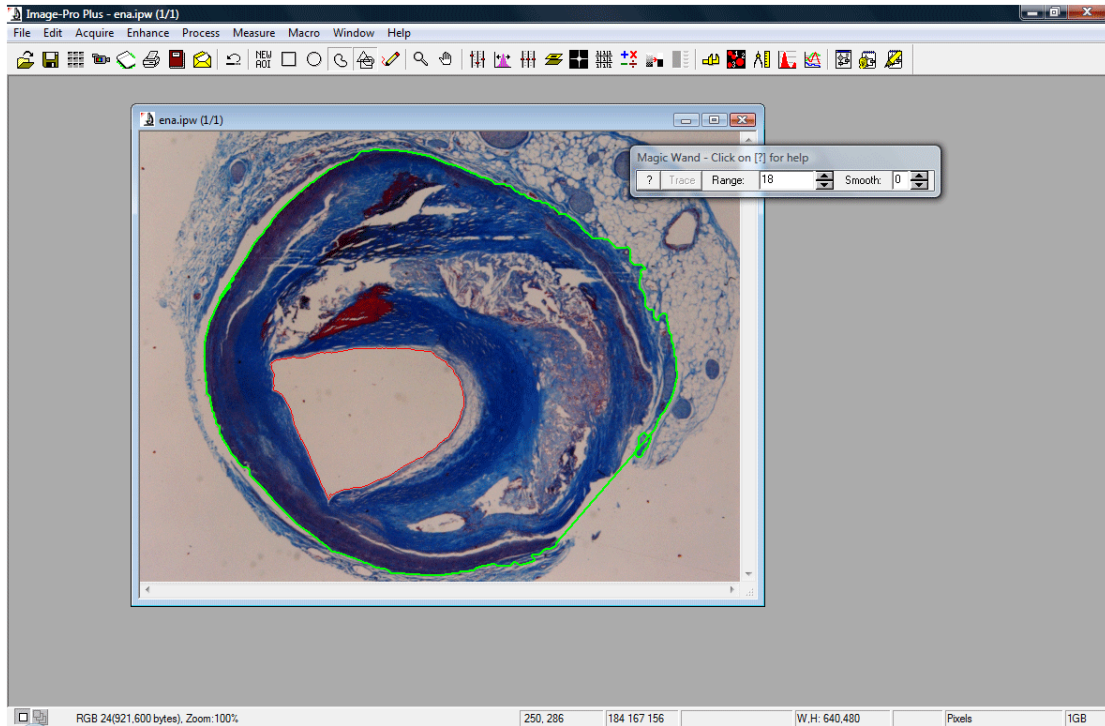 Image-Pro Plus - ena.ipw (1/1)
File Edit Acquire Enhance Process Measure Macro Window Help
NEW
AOI
ena.ipw (1/1)
Magic Wand - Click on [?] for help
? Trace Range: 18 Smooth: 0
RGB 24(921,600 bytes), Zoom:100% 250, 286 184 167 156 W,H: 640,480 Pixels 1GB